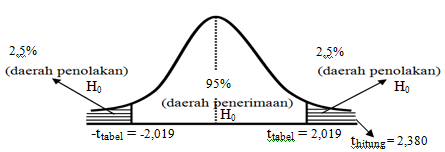 2,5%
(daerah penolakan)
H0
95%
(daerah penerimaan)
H0
2,5%
(daerah penolakan)
H0
-ttabel = -2,019
ttabel = 2,019
thitung = 2,380